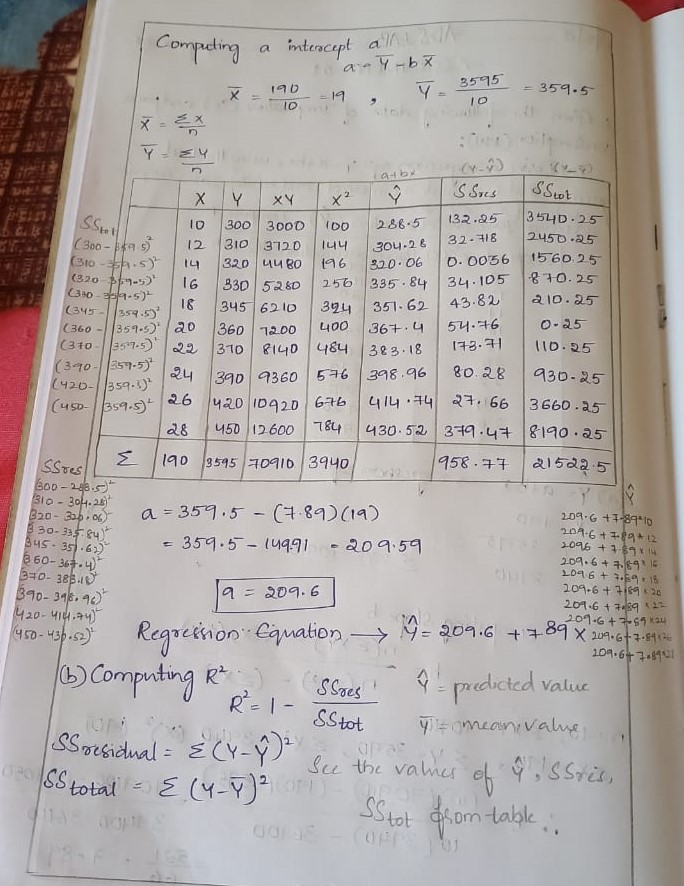 Computing a intercept a
a = Ȳ - b X̄
X̄ = 190/10 = 19 , Ȳ = 3595/10 = 359.5
X̄ = ΣX/n
Ȳ = ΣY/n
a+bx (Y-Ŷ) (Y-Ȳ)
X Y XY X² Ŷ SSres SStot
10 300 3000 100 288.5 132.25 3540.25
12 310 3720 144 304.28 32.718 2450.25
14 320 4480 196 320.06 0.0036 1560.25
16 330 5280 256 335.84 34.105 870.25
18 345 6210 324 351.62 43.82 210.25
20 360 7200 400 367.4 54.76 0.25
22 370 8140 484 383.18 173.71 110.25
24 390 9360 576 398.96 80.28 930.25
26 420 10920 676 414.74 27.66 3660.25
28 450 12600 784 430.52 379.47 8190.25
Σ 190 3595 70910 3940 958.77 21522.5
SStot
(300-359.5)²
(310-359.5)²
(320-359.5)²
(330-359.5)²
(345-359.5)²
(360-359.5)²
(370-359.5)²
(390-359.5)²
(420-359.5)²
(450-359.5)²
SSres
300-288.5)²
310-304.28)²
320-320.06)²
330-335.84)²
345-351.62)²
360-367.4)²
370-383.18)²
390-398.96)²
(420-414.74)²
(450-430.52)²
a = 359.5 - (7.89)(19)
= 359.5 - 149.91 = 209.59
a = 209.6
Ŷ
209.6 + 7.89*10
209.6 + 7.89 * 12
209.6 + 7.89 * 14
209.6 + 7.89 * 16
209.6 + 7.89 * 18
209.6 + 7.89 * 20
209.6 + 7.89 * 22
209.6 + 7.89 * 24
209.6 + 7.89 * 26
209.6 + 7.89*28
Regression Equation → Ŷ = 209.6 + 7.89 X
(b) Computing R²
R² = 1 - SSres/SStot
Ŷ = predicted value
Ȳ = mean value
SSresidual = Σ (Y-Ŷ)²
SStotal = Σ (Y-Ȳ)²
See the values of Ŷ, SSres,
SStot from table.